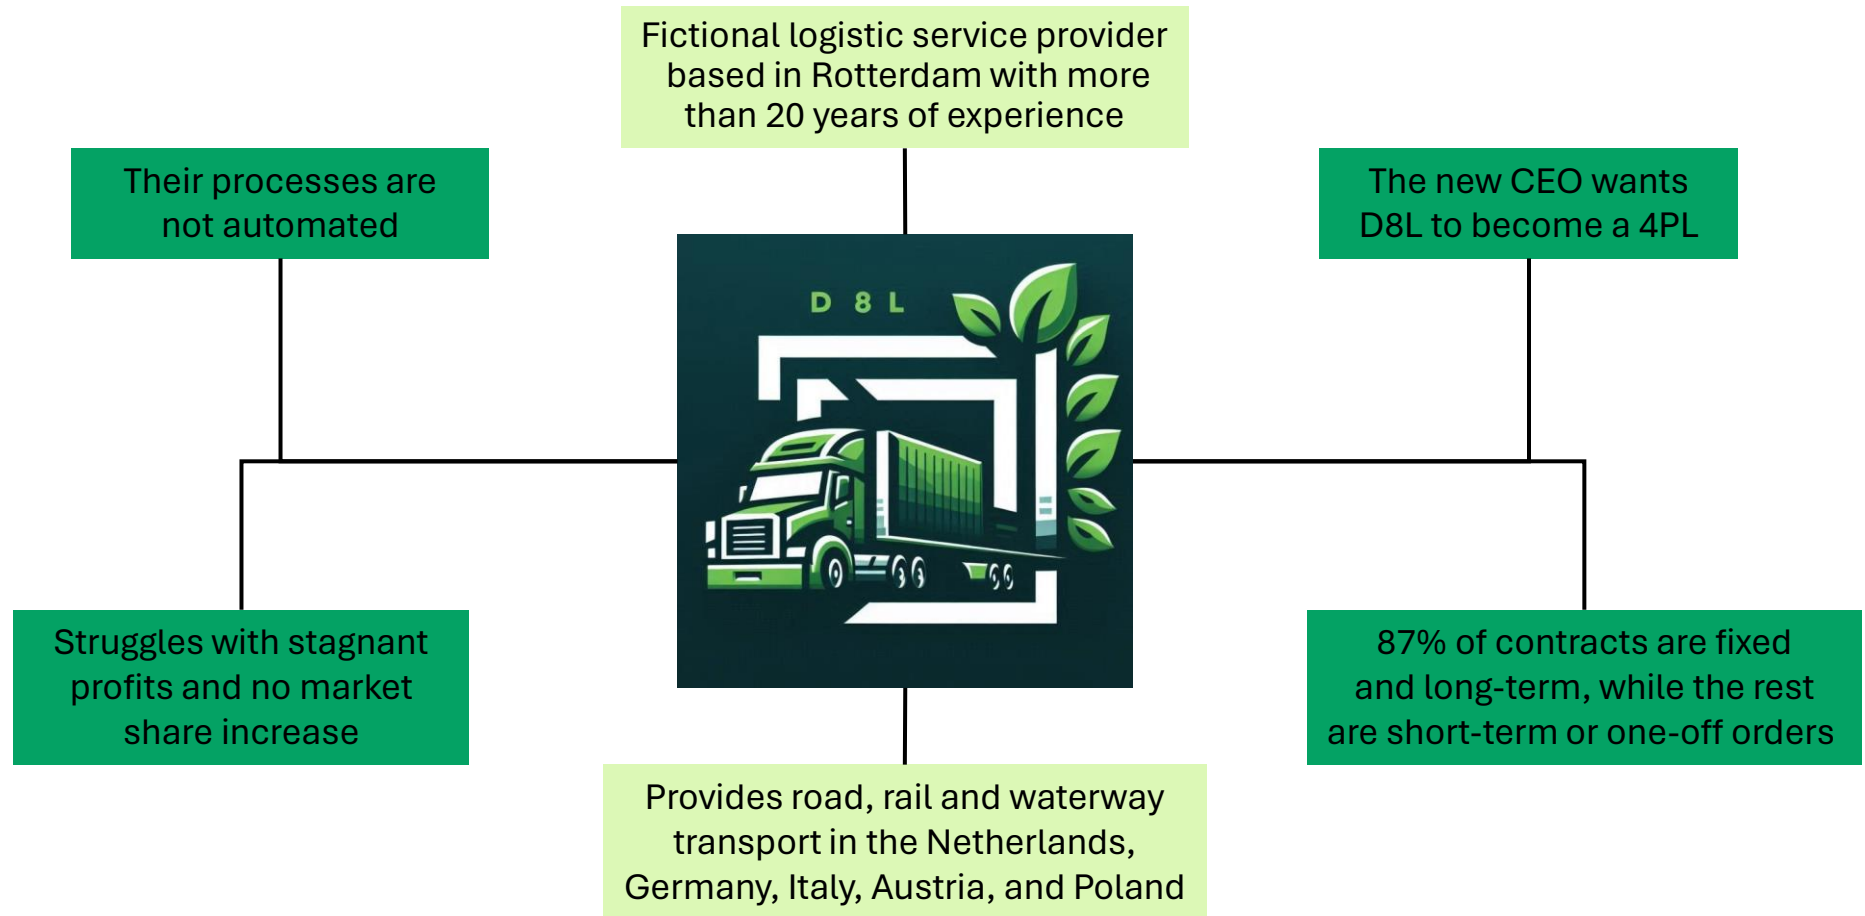 Fictional logistic service provider
based in Rotterdam with more
than 20 years of experience
Their processes are
not automated
The new CEO wants
D8L to become a 4PL
D 8 L
Struggles with stagnant
profits and no market
share increase
87% of contracts are fixed
and long-term, while the rest
are short-term or one-off orders
Provides road, rail and waterway
transport in the Netherlands,
Germany, Italy, Austria, and Poland